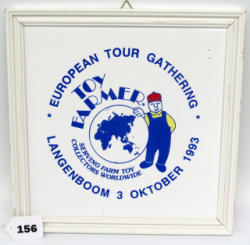 • EUROPEAN TOUR GATHERING •
TOY
FARMER®
SERVING FARM TOY
COLLECTORS WORLDWIDE
LANGENBOOM 3 OKTOBER 1993
156